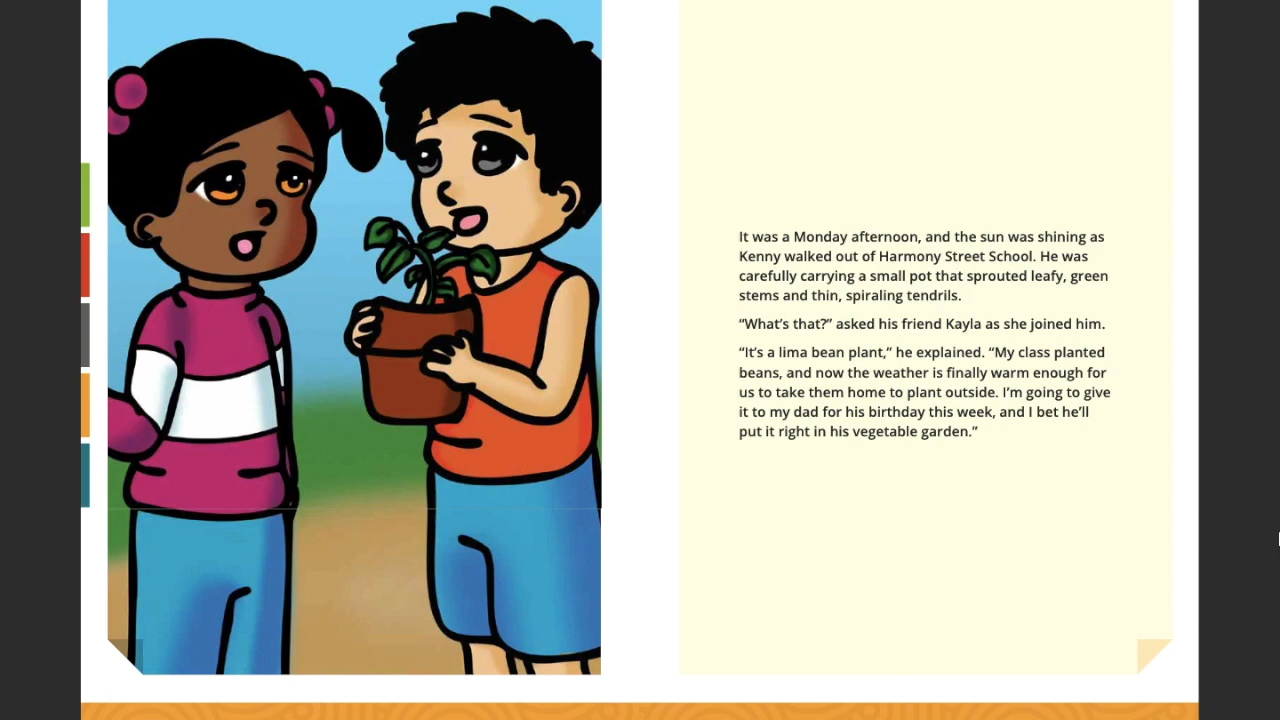 It was a Monday afternoon, and the sun was shining as
Kenny walked out of Harmony Street School. He was
carefully carrying a small pot that sprouted leafy, green
stems and thin, spiraling tendrils.
“What’s that?” asked his friend Kayla as she joined him.
“It’s a lima bean plant,” he explained. “My class planted
beans, and now the weather is finally warm enough for
us to take them home to plant outside. I’m going to give
it to my dad for his birthday this week, and I bet he’ll
put it right in his vegetable garden.”